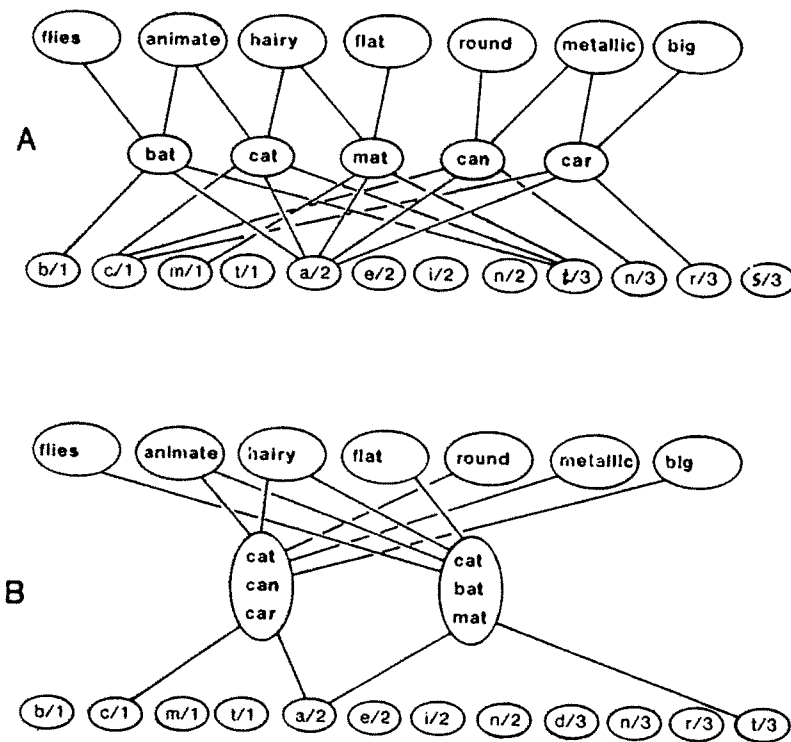 flies animate hairy flat round metallic big
A
bat cat mat can car
b/1 c/1 m/1 t/1 a/2 e/2 i/2 n/2 t/3 n/3 r/3 s/3
flies animate hairy flat round metallic big
B
cat cat
can bat
car mat
b/1 c/1 m/1 t/1 a/2 e/2 i/2 n/2 d/3 n/3 r/3 t/3